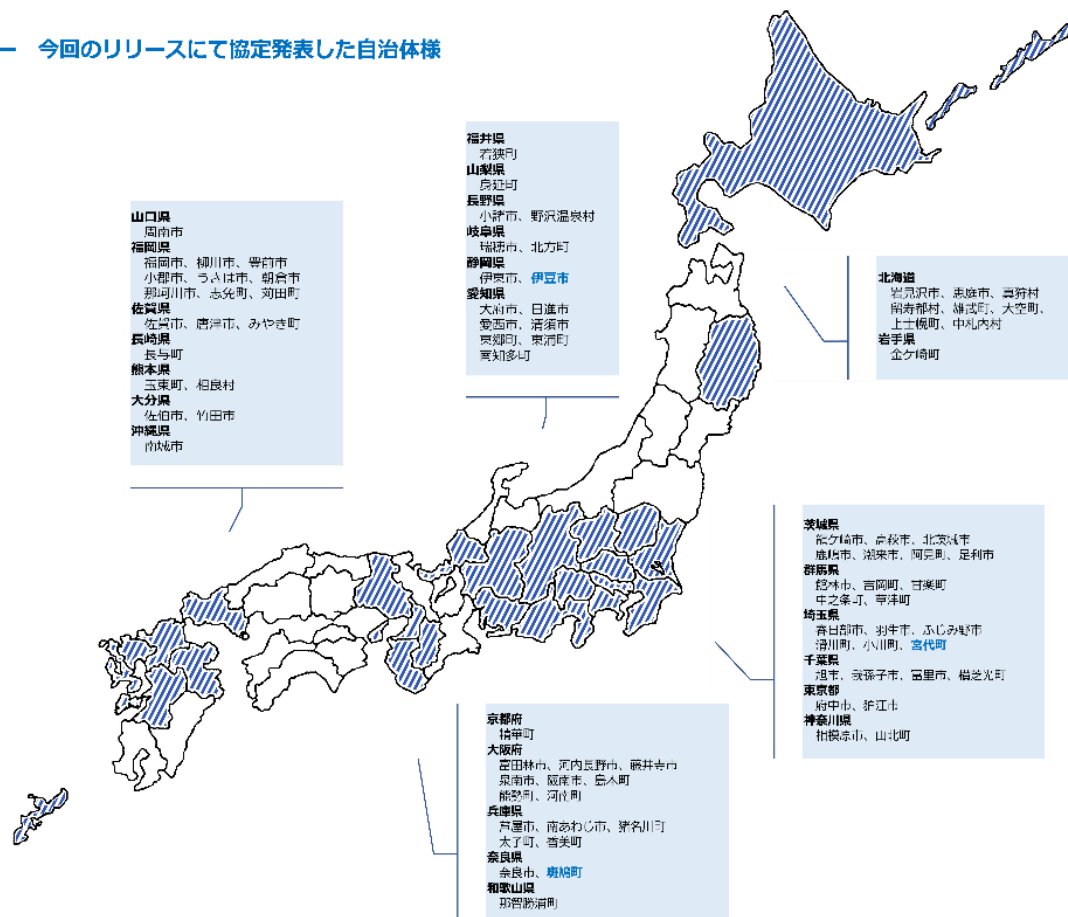 ー 今回のリリースにて協定発表した自治体様
福井県
若狭町
山梨県
身延町
長野県
小諸市、野沢温泉村
岐阜県
瑞穂市、北方町
静岡県
伊東市、伊豆市
愛知県
大府市、日進市
愛西市、清須市
東郷町、東浦町
南知多町
山口県
周南市
福岡県
福岡市、柳川市、豊前市
小郡市、うきは市、朝倉市
那珂川市、志免町、苅田町
佐賀県
佐賀市、唐津市、みやき町
長崎県
長与町
熊本県
玉東町、相良村
大分県
佐伯市、竹田市
沖縄県
南城市
北海道
岩見沢市、恵庭市、真狩村
留寿都村、雄武町、大空町、
上士幌町、中札内村
岩手県
金ケ崎町
茨城県
龍ケ崎市、高萩市、北茨城市
鹿嶋市、潮来市、阿見町、足利市
群馬県
館林市、吉岡町、甘楽町
中之条町、草津町
埼玉県
春日部市、羽生市、ふじみ野市
滑川町、小川町、宮代町
千葉県
旭市、我孫子市、富里市、横芝光町
東京都
府中市、狛江市
神奈川県
相模原市、山北町
京都府
精華町
大阪府
富田林市、河内長野市、藤井寺市
泉南市、阪南市、島本町
能勢町、河南町
兵庫県
芦屋市、南あわじ市、猪名川町
太子町、香美町
奈良県
奈良市、斑鳩町
和歌山県
那智勝浦町